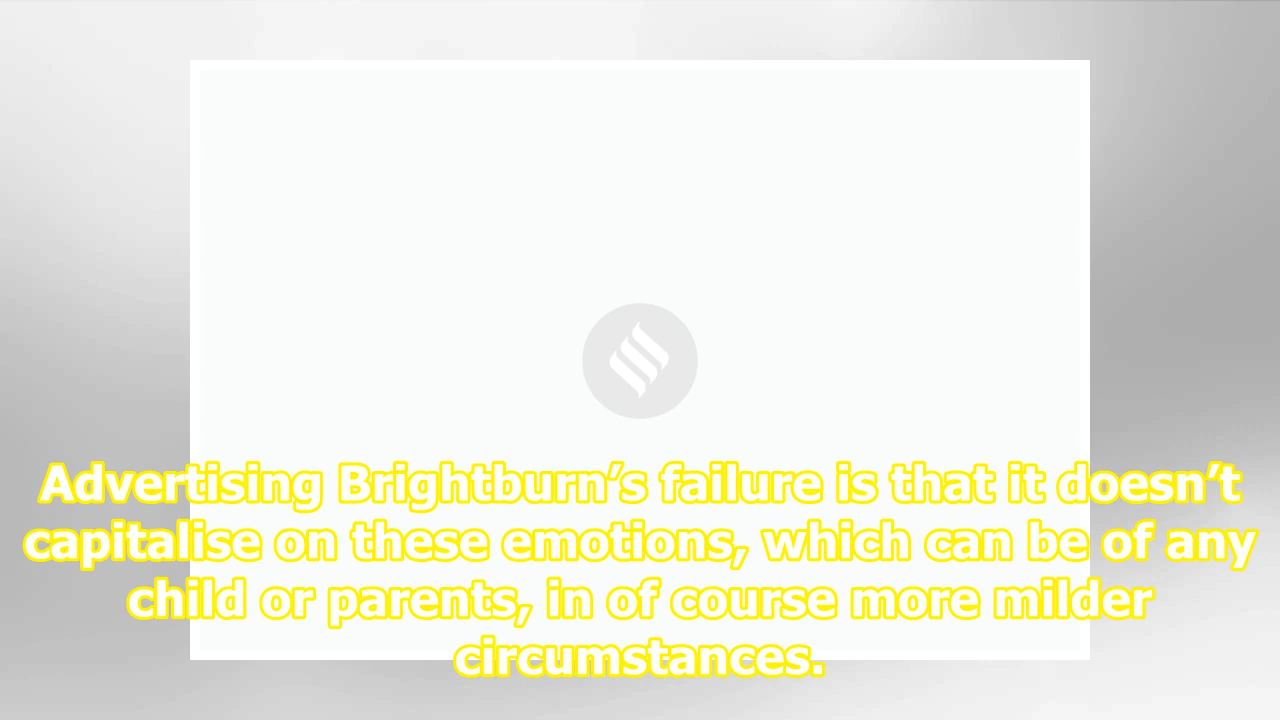 Advertising Brightburn’s failure is that it doesn’t
capitalise on these emotions, which can be of any
child or parents, in of course more milder
circumstances.